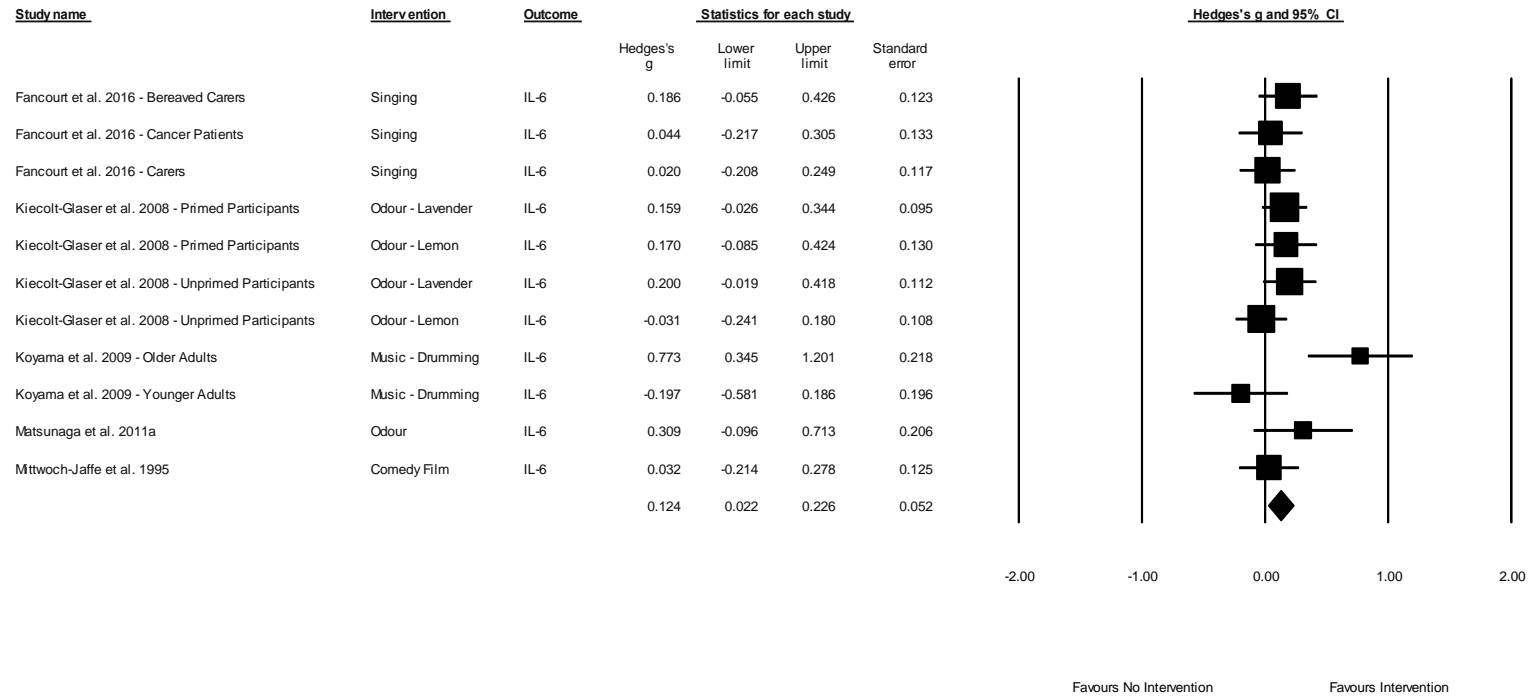 Study name Intervention Outcome Statistics for each study Hedges's g and 95% CI
Hedges's g Lower limit Upper limit Standard error
Fancourt et al. 2016 - Bereaved Carers Singing IL-6 0.186 -0.055 0.426 0.123
Fancourt et al. 2016 - Cancer Patients Singing IL-6 0.044 -0.217 0.305 0.133
Fancourt et al. 2016 - Carers Singing IL-6 0.020 -0.208 0.249 0.117
Kiecolt-Glaser et al. 2008 - Primed Participants Odour - Lavender IL-6 0.159 -0.026 0.344 0.095
Kiecolt-Glaser et al. 2008 - Primed Participants Odour - Lemon IL-6 0.170 -0.085 0.424 0.130
Kiecolt-Glaser et al. 2008 - Unprimed Participants Odour - Lavender IL-6 0.200 -0.019 0.418 0.112
Kiecolt-Glaser et al. 2008 - Unprimed Participants Odour - Lemon IL-6 -0.031 -0.241 0.180 0.108
Koyama et al. 2009 - Older Adults Music - Drumming IL-6 0.773 0.345 1.201 0.218
Koyama et al. 2009 - Younger Adults Music - Drumming IL-6 -0.197 -0.581 0.186 0.196
Matsunaga et al. 2011a Odour IL-6 0.309 -0.096 0.713 0.206
Mittwoch-Jaffe et al. 1995 Comedy Film IL-6 0.032 -0.214 0.278 0.125
0.124 0.022 0.226 0.052
-2.00 -1.00 0.00 1.00 2.00
Favours No Intervention Favours Intervention